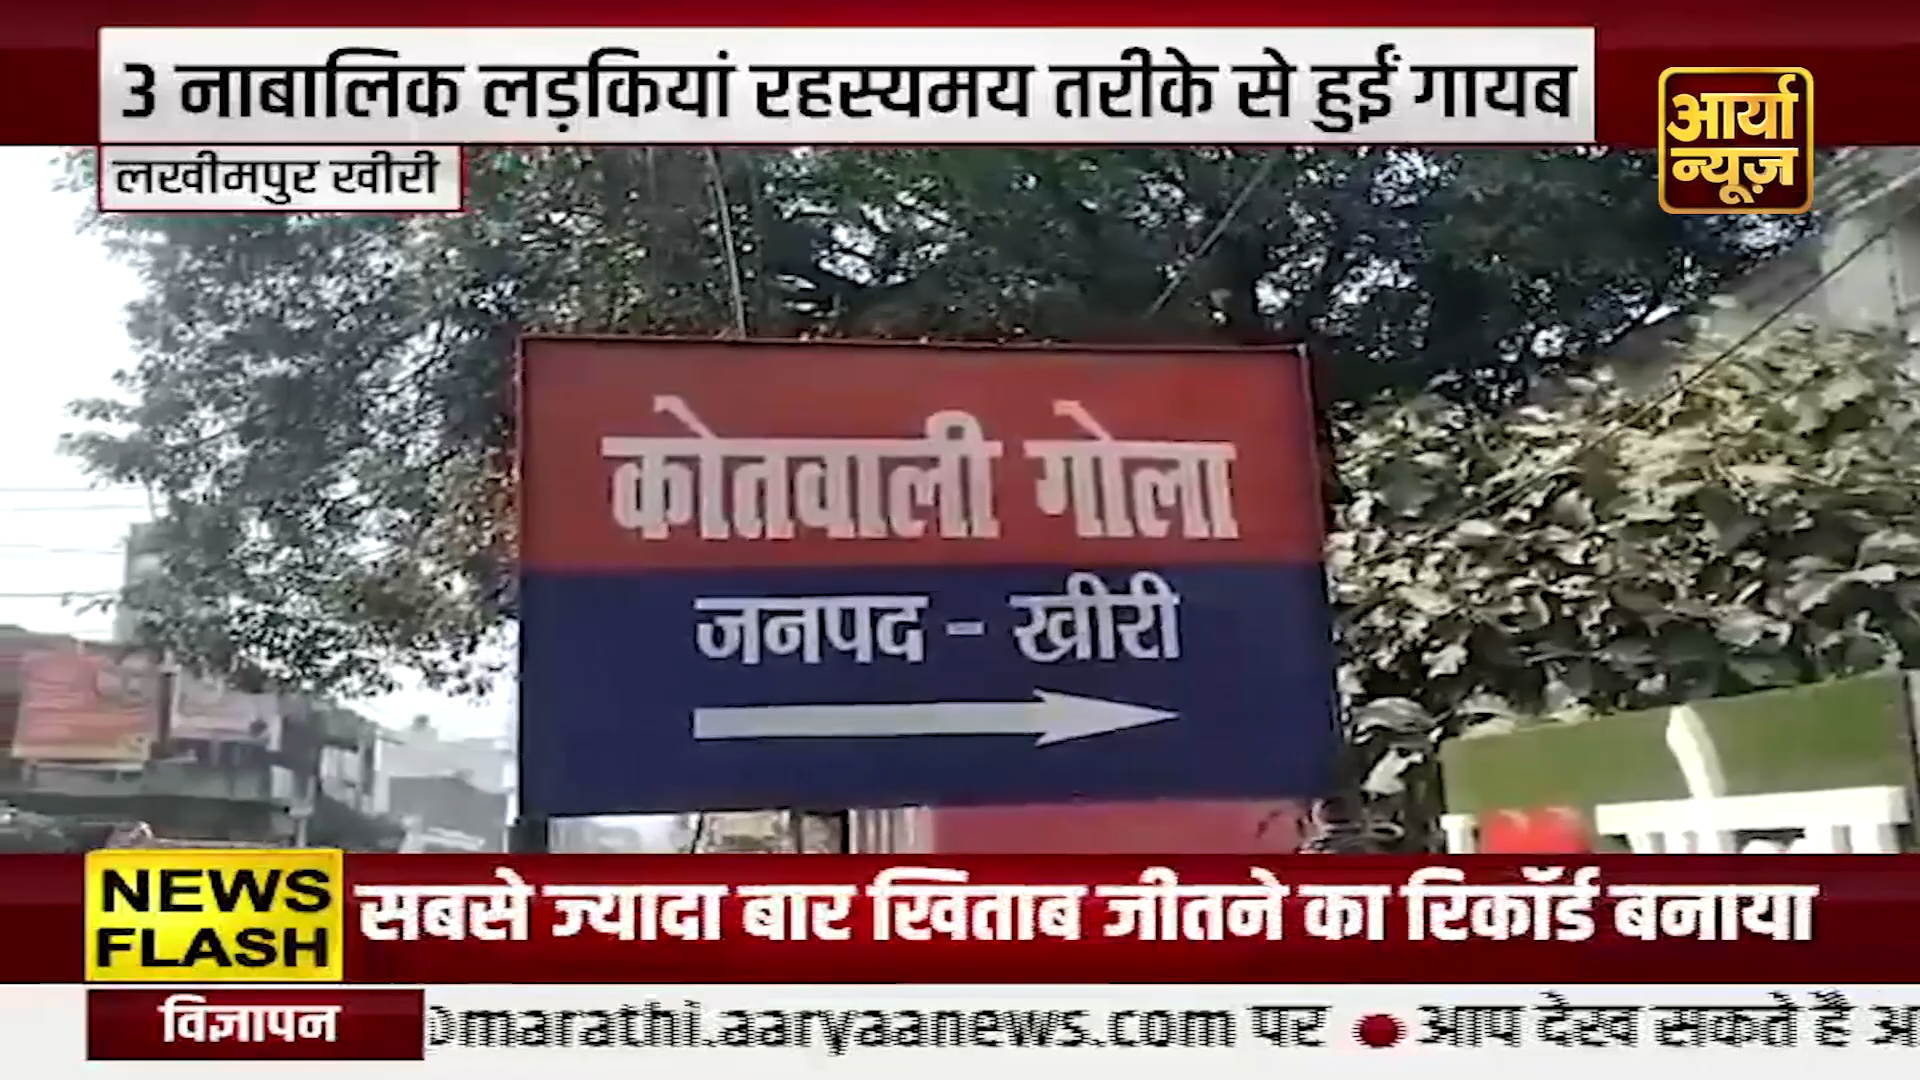 3 नाबालिक लड़कियां रहस्यमय तरीके से हुईं गायब
आर्या
न्यूज़
लखीमपुर खीरी
कोतवाली गोला
जनपद - खीरी
NEWS
FLASH
सबसे ज्यादा बार खिताब जीतने का रिकॉर्ड बनाया
विज्ञापन
@marathi.aaryaanews.com पर ● आप देख सकते हैं